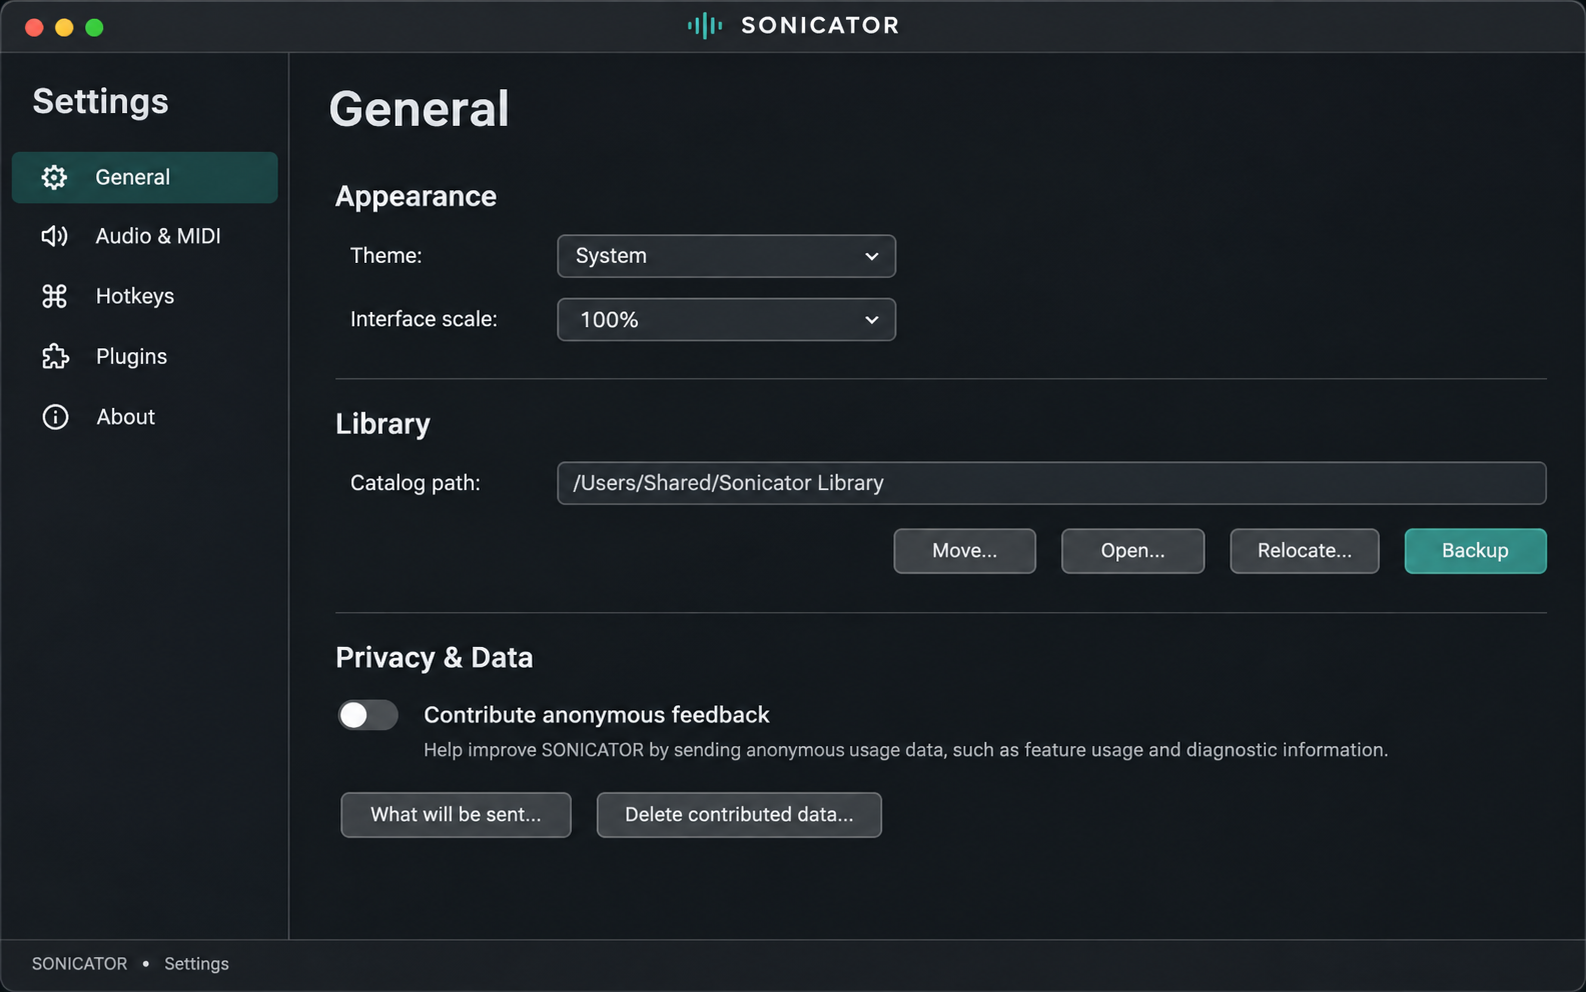 SONICATOR
Settings
General
Audio & MIDI
Hotkeys
Plugins
About
General
Appearance
Theme: System
Interface scale: 100%
Library
Catalog path: /Users/Shared/Sonicator Library
Move... Open... Relocate... Backup
Privacy & Data
Contribute anonymous feedback
Help improve SONICATOR by sending anonymous usage data, such as feature usage and diagnostic information.
What will be sent... Delete contributed data...
SONICATOR • Settings